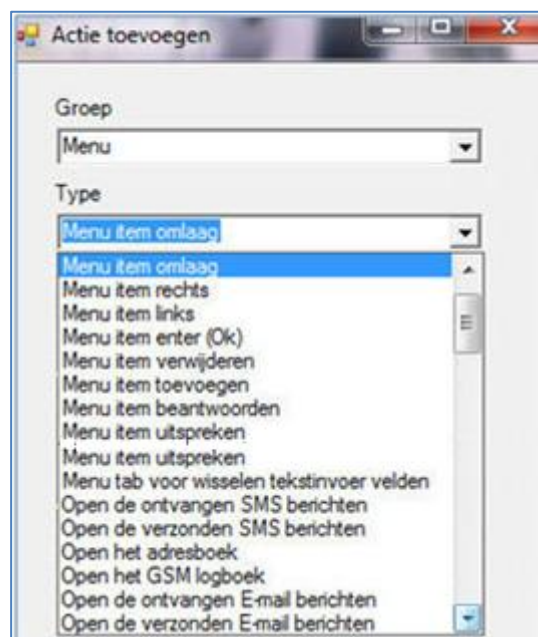 Actie toevoegen
Groep
Menu
Type
Menu item omlaag
Menu item omlaag
Menu item rechts
Menu item links
Menu item enter (Ok)
Menu item verwijderen
Menu item toevoegen
Menu item beantwoorden
Menu item uitspreken
Menu item uitspreken
Menu tab voor wisselen tekstinvoer velden
Open de ontvangen SMS berichten
Open de verzonden SMS berichten
Open het adresboek
Open het GSM logboek
Open de ontvangen E-mail berichten
Open de verzonden E-mail berichten